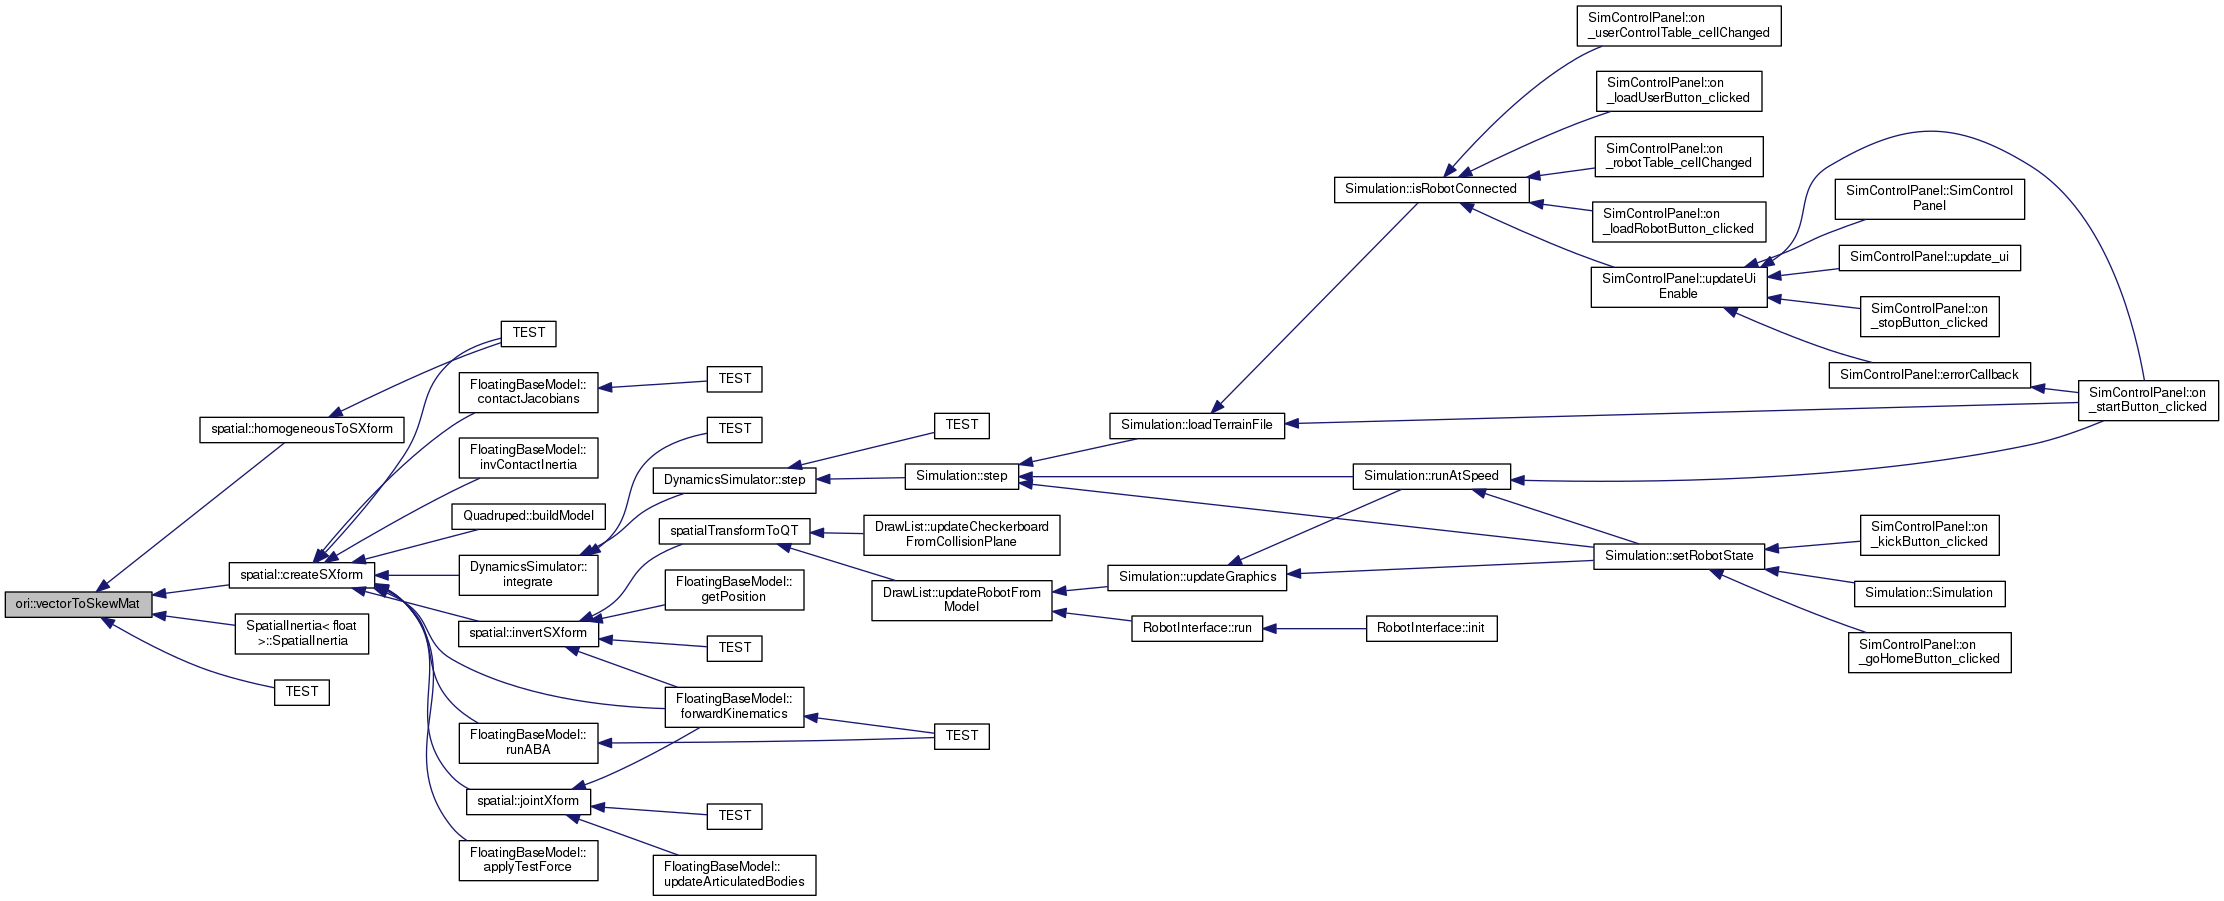 ori::vectorToSkewMat
spatial::homogeneousToSXform
spatial::createSXform
SpatialInertia< float
>::SpatialInertia
TEST
TEST
FloatingBaseModel::
contactJacobians
FloatingBaseModel::
invContactInertia
Quadruped::buildModel
DynamicsSimulator::
integrate
spatial::invertSXform
FloatingBaseModel::
runABA
spatial::jointXform
FloatingBaseModel::
applyTestForce
TEST
TEST
DynamicsSimulator::step
spatialTransformToQT
FloatingBaseModel::
getPosition
TEST
FloatingBaseModel::
forwardKinematics
TEST
FloatingBaseModel::
updateArticulatedBodies
TEST
Simulation::step
DrawList::updateCheckerboard
FromCollisionPlane
DrawList::updateRobotFrom
Model
TEST
Simulation::loadTerrainFile
Simulation::updateGraphics
RobotInterface::run
Simulation::isRobotConnected
Simulation::runAtSpeed
RobotInterface::init
SimControlPanel::on
_userControlTable_cellChanged
SimControlPanel::on
_loadUserButton_clicked
SimControlPanel::on
_robotTable_cellChanged
SimControlPanel::on
_loadRobotButton_clicked
SimControlPanel::updateUi
Enable
Simulation::setRobotState
SimControlPanel::SimControl
Panel
SimControlPanel::update_ui
SimControlPanel::on
_stopButton_clicked
SimControlPanel::errorCallback
SimControlPanel::on
_kickButton_clicked
Simulation::Simulation
SimControlPanel::on
_goHomeButton_clicked
SimControlPanel::on
_startButton_clicked